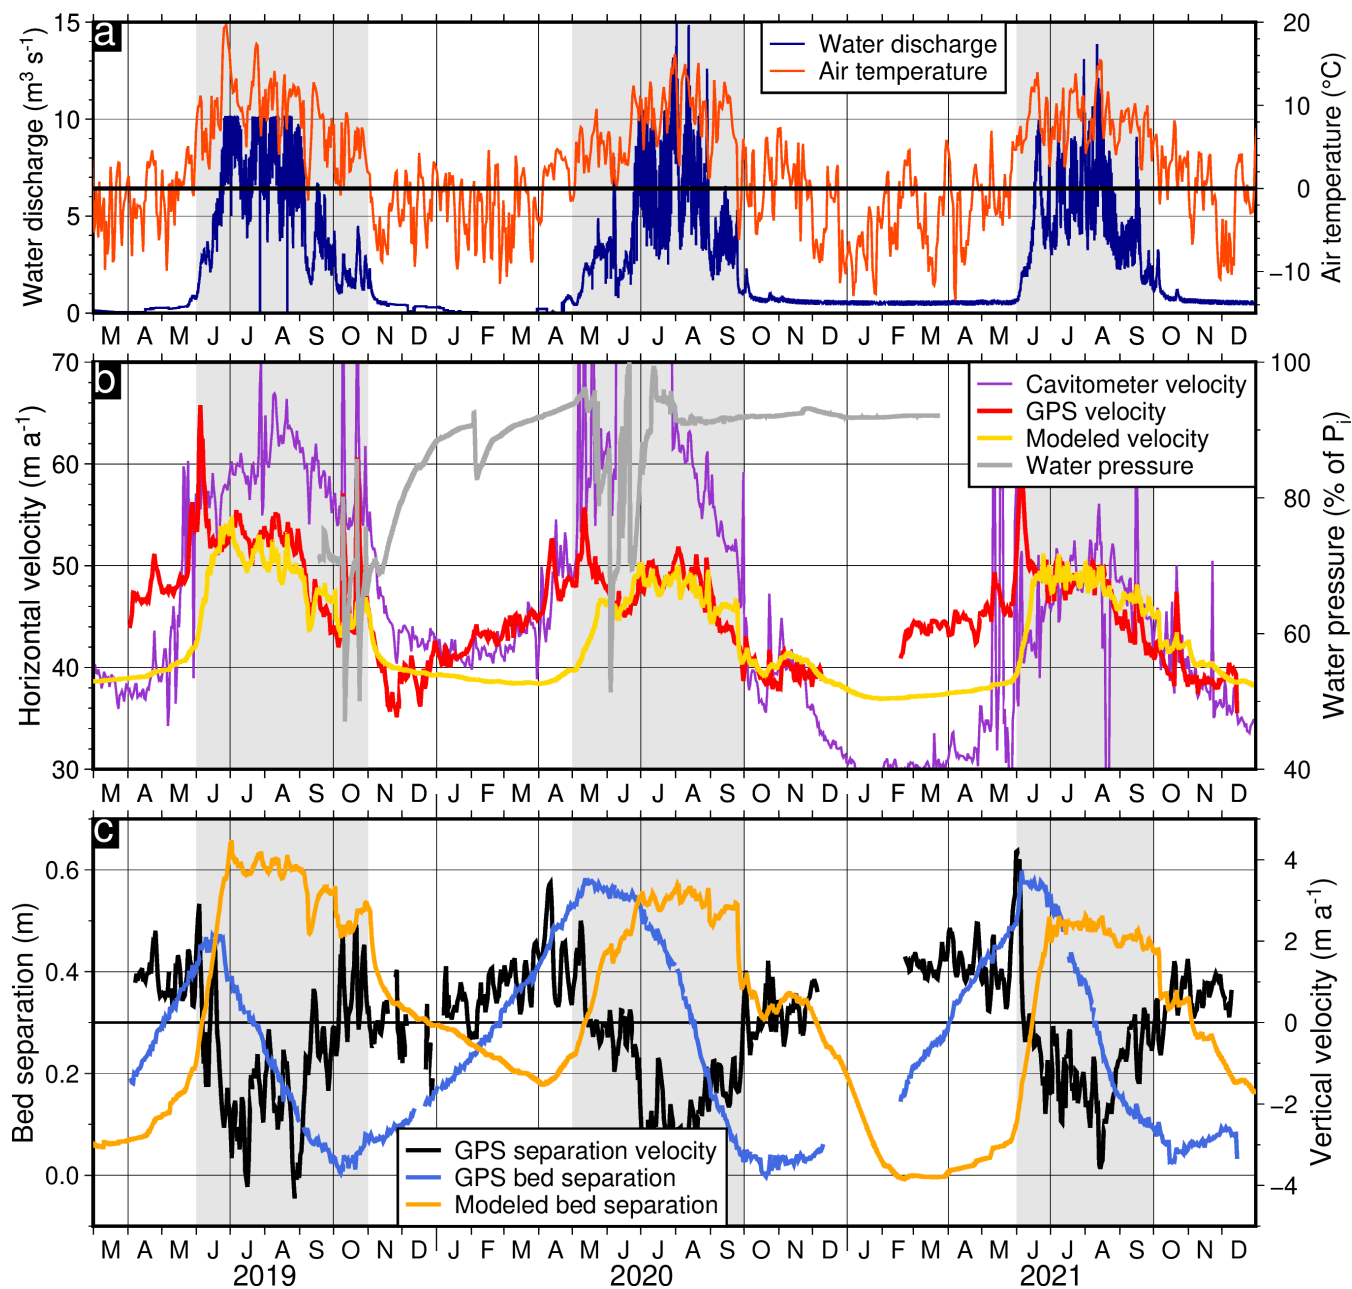 a
Water discharge (m³ s⁻¹)
15
10
5
0
Water discharge
Air temperature
20
10
0
−10
Air temperature (°C)
M A M J J A S O N D J F M A M J J A S O N D J F M A M J J A S O N D
b
Horizontal velocity (m a⁻¹)
70
60
50
40
30
Cavitometer velocity
GPS velocity
Modeled velocity
Water pressure
100
80
60
40
Water pressure (% of Pᵢ)
M A M J J A S O N D J F M A M J J A S O N D J F M A M J J A S O N D
c
Bed separation (m)
0.6
0.4
0.2
0.0
GPS separation velocity
GPS bed separation
Modeled bed separation
4
2
0
−2
−4
Vertical velocity (m a⁻¹)
M A M J J A S O N D J F M A M J J A S O N D J F M A M J J A S O N D
2019 2020 2021